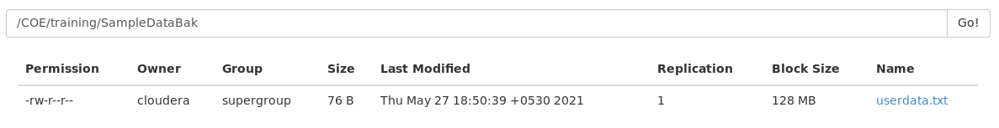 /COE/training/SampleDataBak Go!
Permission Owner Group Size Last Modified Replication Block Size Name
-rw-r--r-- cloudera supergroup 76 B Thu May 27 18:50:39 +0530 2021 1 128 MB userdata.txt